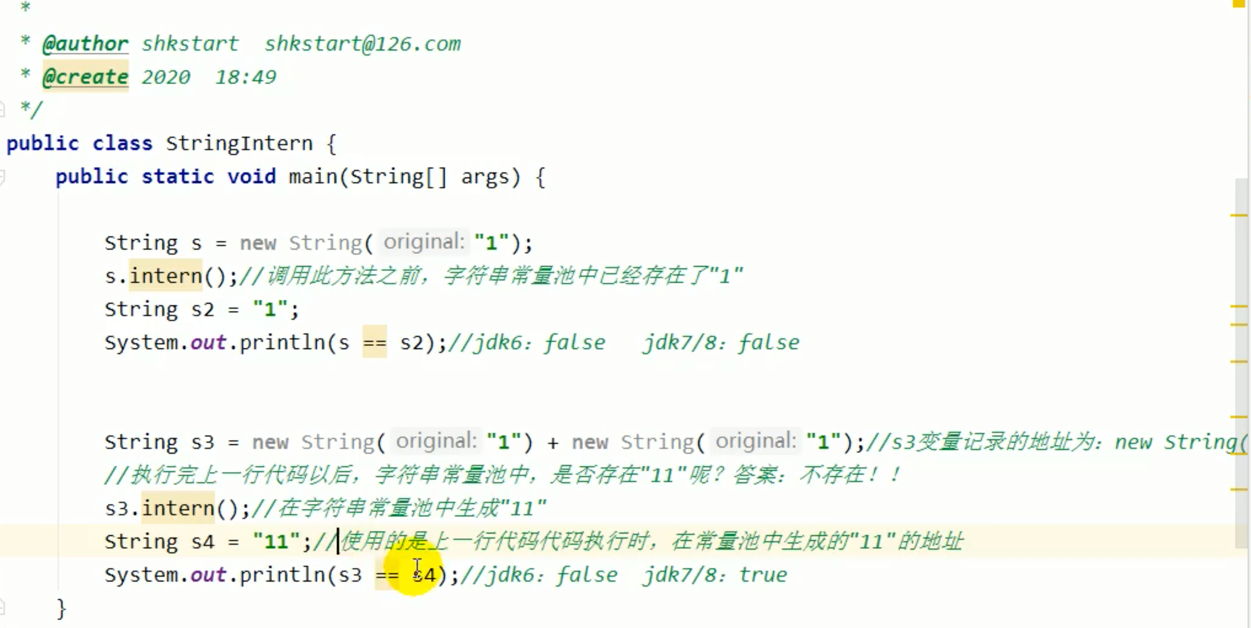 *
* @author shkstart  shkstart@126.com
* @create 2020  18:49
*/
public class StringIntern {
public static void main(String[] args) {
String s = new String( original: "1");
s.intern();//调用此方法之前，字符串常量池中已经存在了"1"
String s2 = "1";
System.out.println(s == s2);//jdk6：false   jdk7/8：false
String s3 = new String( original: "1") + new String( original: "1");//s3变量记录的地址为：new String(
//执行完上一行代码以后，字符串常量池中，是否存在"11"呢？答案：不存在！！
s3.intern();//在字符串常量池中生成"11"
String s4 = "11";//使用的是上一行代码代码执行时，在常量池中生成的"11"的地址
System.out.println(s3 == s4);//jdk6：false  jdk7/8：true
}